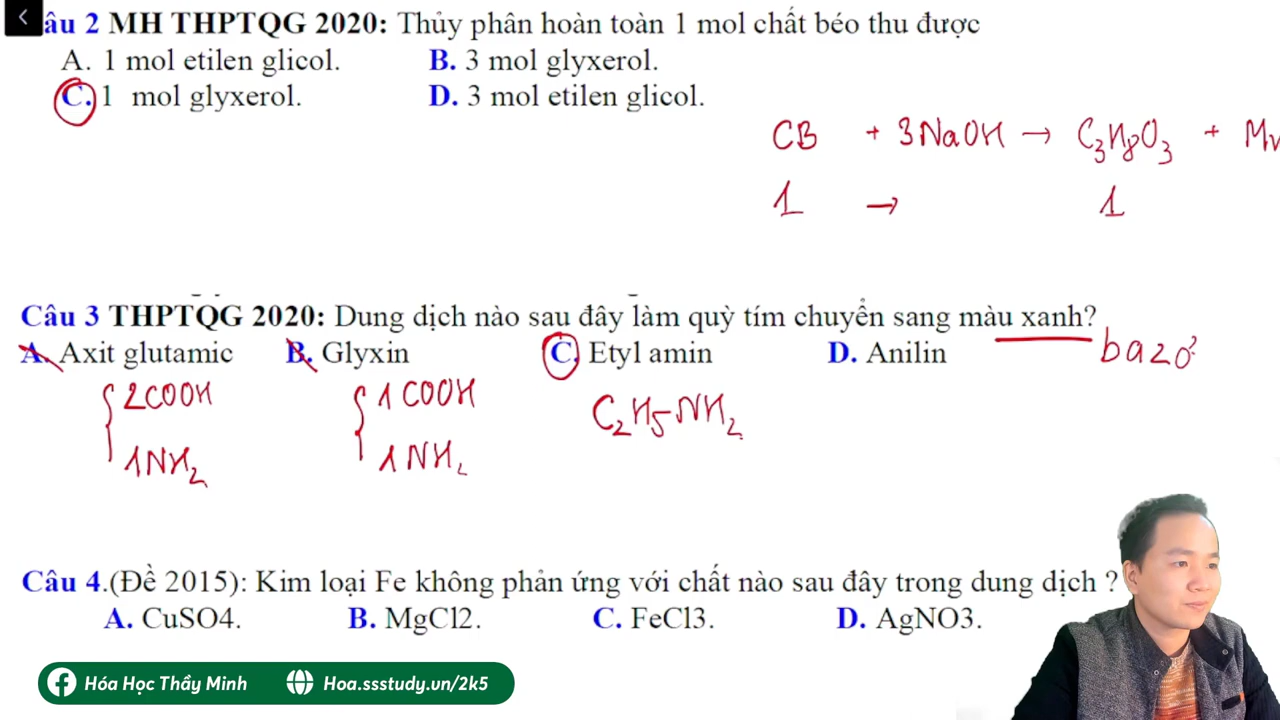 âu 2 MH THPTQG 2020: Thủy phân hoàn toàn 1 mol chất béo thu được
A. 1 mol etilen glicol. B. 3 mol glyxerol.
C. 1 mol glyxerol. D. 3 mol etilen glicol.
CB + 3NaOH → C3H8O3 +
1 → 1
Câu 3 THPTQG 2020: Dung dịch nào sau đây làm quỳ tím chuyển sang màu xanh?
A. Axit glutamic B. Glyxin C. Etyl amin D. Anilin
bazơ
2COOH 1COOH C2H5-NH2
1NH2 1NH2
Câu 4.(Đề 2015): Kim loại Fe không phản ứng với chất nào sau đây trong dung dịch ?
A. CuSO4. B. MgCl2. C. FeCl3. D. AgNO3.
Hóa Học Thầy Minh Hoa.ssstudy.vn/2k5